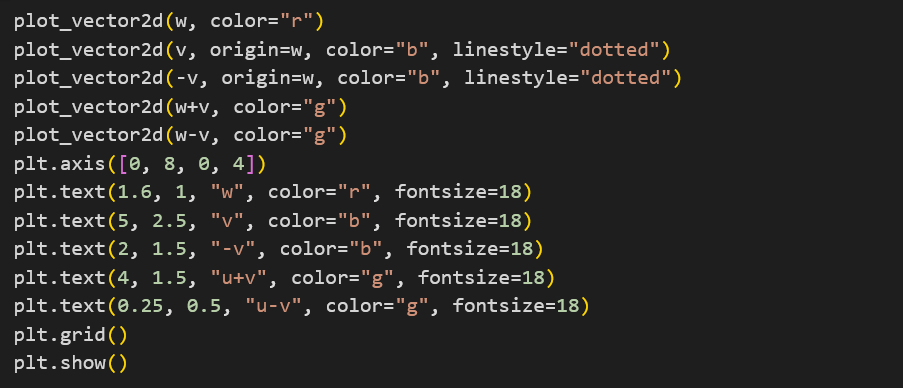 plot_vector2d(w, color="r")
plot_vector2d(v, origin=w, color="b", linestyle="dotted")
plot_vector2d(-v, origin=w, color="b", linestyle="dotted")
plot_vector2d(w+v, color="g")
plot_vector2d(w-v, color="g")
plt.axis([0, 8, 0, 4])
plt.text(1.6, 1, "w", color="r", fontsize=18)
plt.text(5, 2.5, "v", color="b", fontsize=18)
plt.text(2, 1.5, "-v", color="b", fontsize=18)
plt.text(4, 1.5, "u+v", color="g", fontsize=18)
plt.text(0.25, 0.5, "u-v", color="g", fontsize=18)
plt.grid()
plt.show()